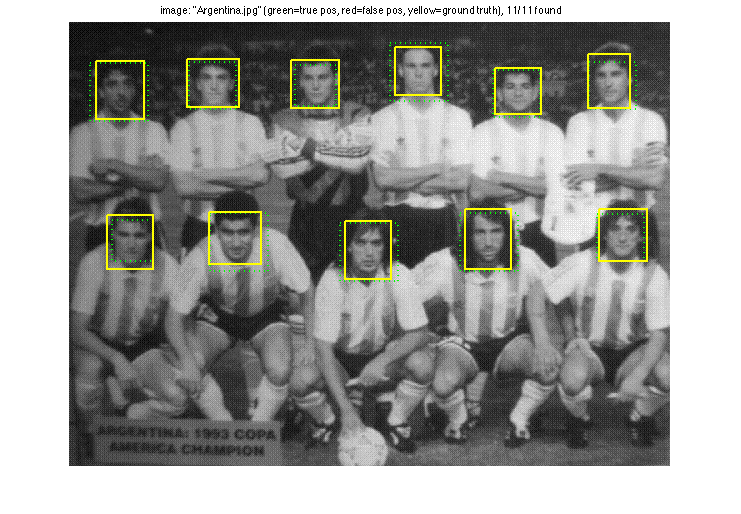 image: "Argentina.jpg" (green=true pos, red=false pos, yellow=ground truth), 11/11 found
ARGENTINA: 1993 COPA
AMERICA CHAMPION